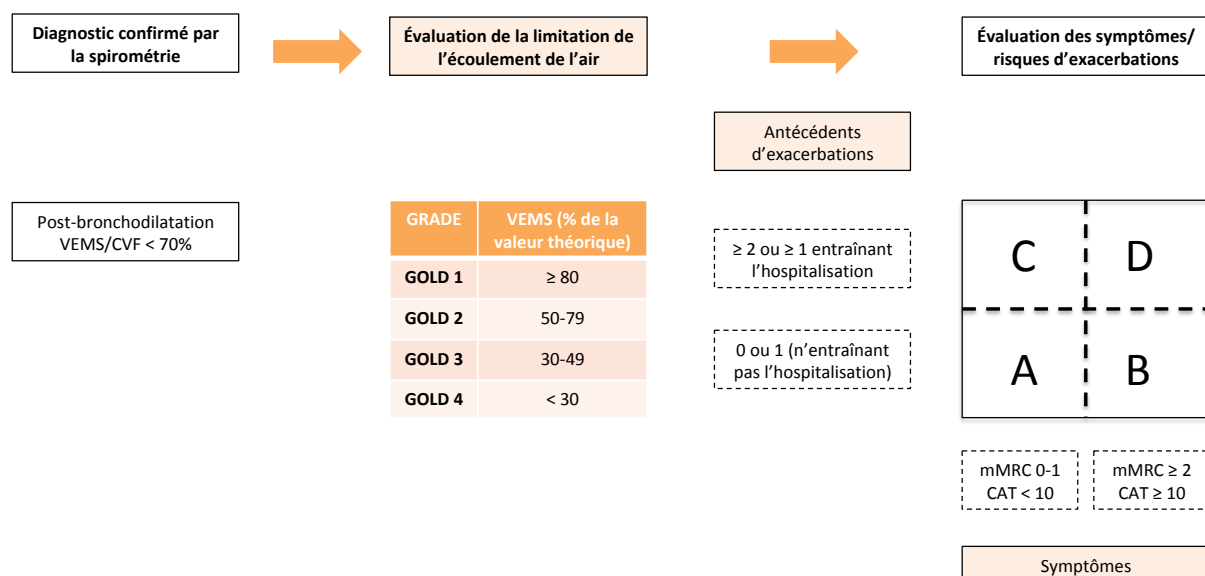 Diagnostic confirmé par
la spirométrie
Évaluation de la limitation de
l'écoulement de l'air
Évaluation des symptômes/
risques d'exacerbations
Antécédents
d'exacerbations
Post-bronchodilatation
VEMS/CVF < 70%
GRADE
VEMS (% de la
valeur théorique)
GOLD 1
≥ 80
GOLD 2
50-79
GOLD 3
30-49
GOLD 4
< 30
≥ 2 ou ≥ 1 entraînant
l'hospitalisation
0 ou 1 (n'entraînant
pas l'hospitalisation)
C
D
A
B
mMRC 0-1
CAT < 10
mMRC ≥ 2
CAT ≥ 10
Symptômes